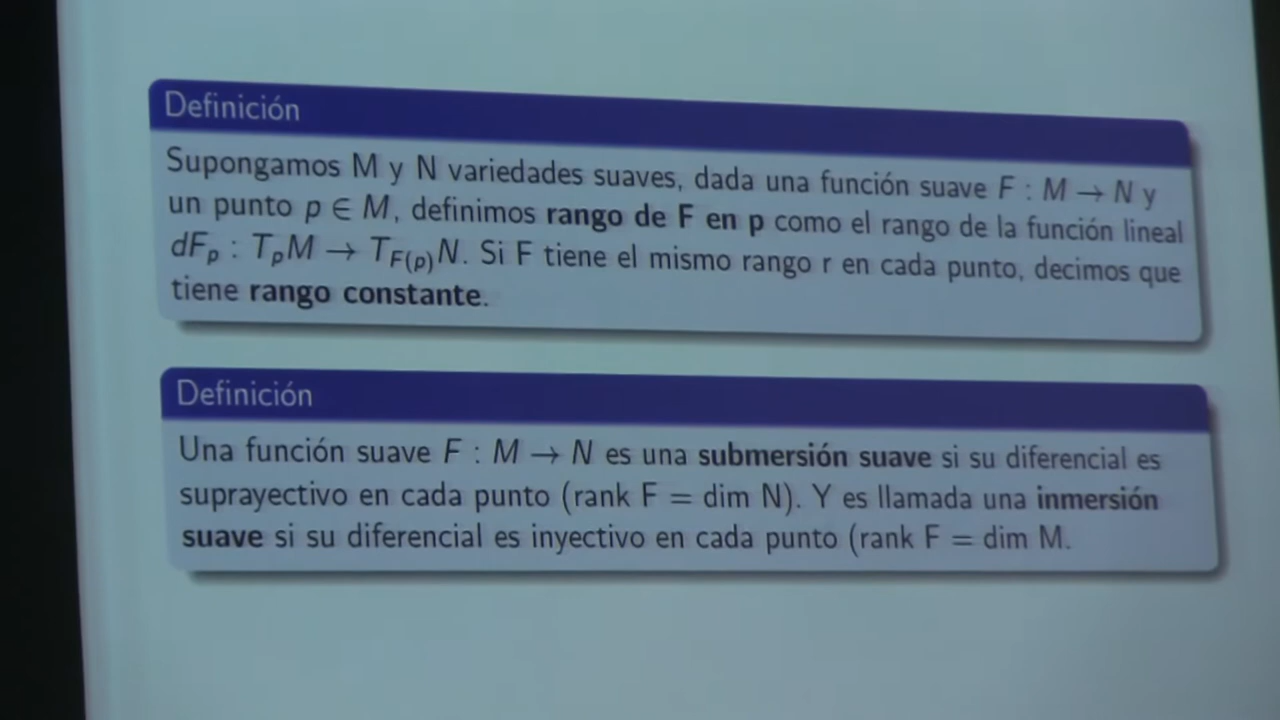 Definición
Supongamos M y N variedades suaves, dada una función suave F : M → N y
un punto p ∈ M, definimos rango de F en p como el rango de la función lineal
dFₚ : TₚM → T_{F(p)}N. Si F tiene el mismo rango r en cada punto, decimos que
tiene rango constante.
Definición
Una función suave F : M → N es una submersión suave si su diferencial es
suprayectivo en cada punto (rank F = dim N). Y es llamada una inmersión
suave si su diferencial es inyectivo en cada punto (rank F = dim M.